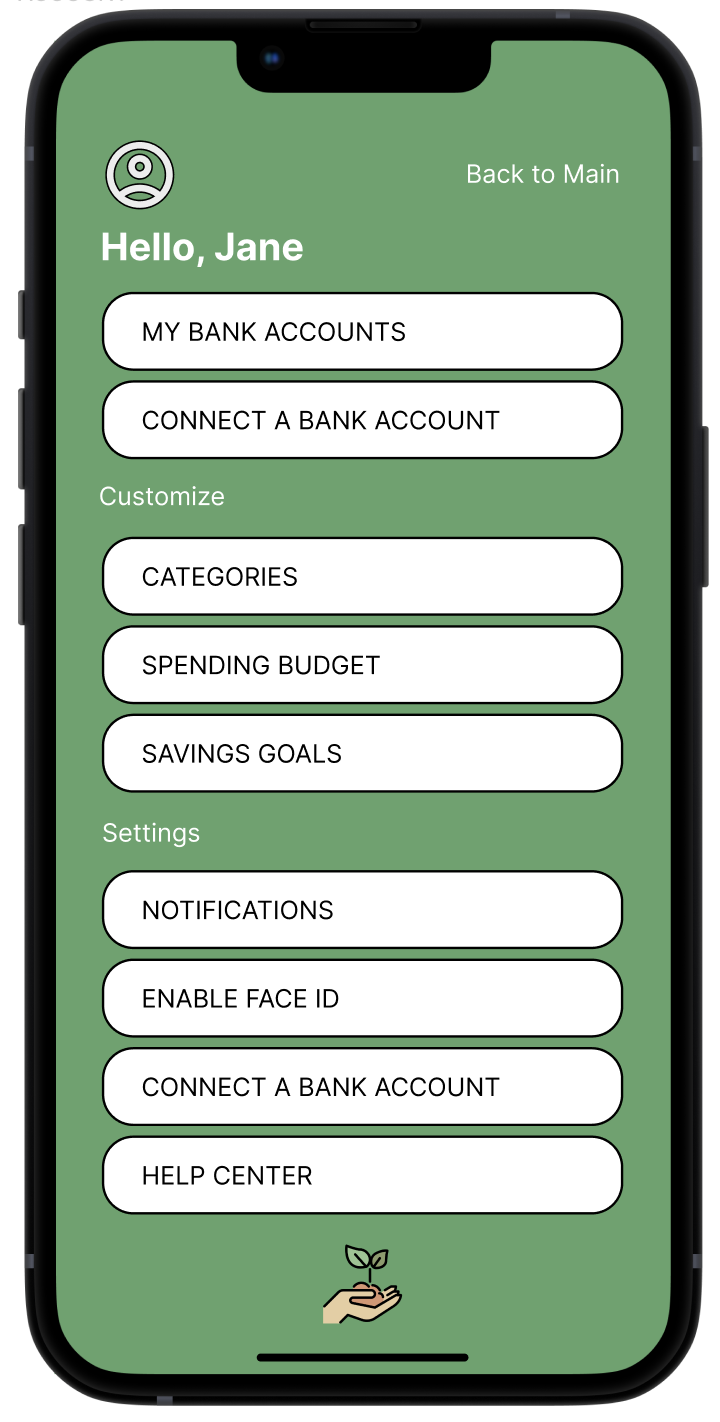 Back to Main
Hello, Jane
MY BANK ACCOUNTS
CONNECT A BANK ACCOUNT
Customize
CATEGORIES
SPENDING BUDGET
SAVINGS GOALS
Settings
NOTIFICATIONS
ENABLE FACE ID
CONNECT A BANK ACCOUNT
HELP CENTER